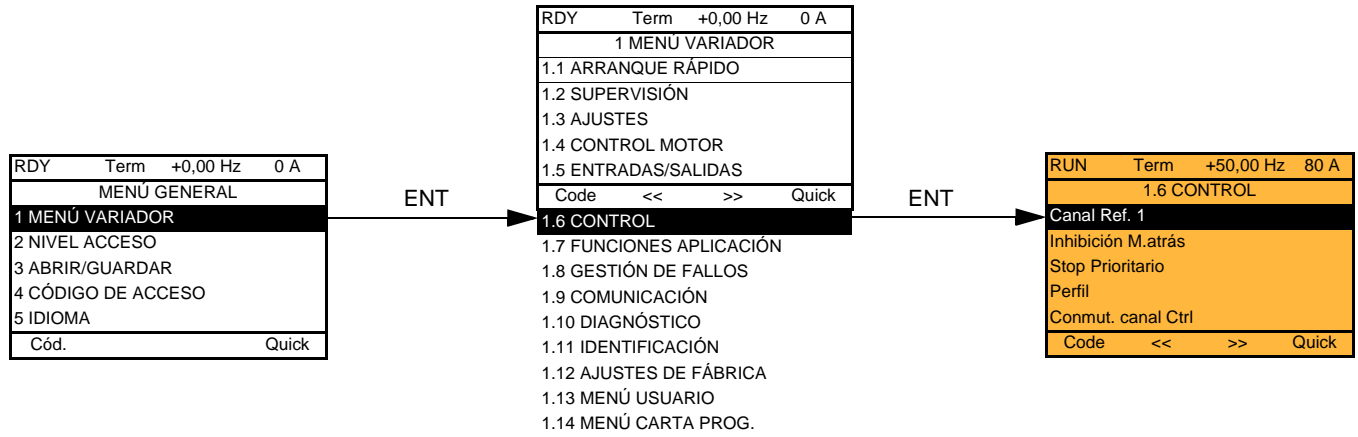 RDY Term +0,00 Hz 0 A
MENÚ GENERAL
1 MENÚ VARIADOR
2 NIVEL ACCESO
3 ABRIR/GUARDAR
4 CÓDIGO DE ACCESO
5 IDIOMA
Cód. Quick
ENT
RDY Term +0,00 Hz 0 A
1 MENÚ VARIADOR
1.1 ARRANQUE RÁPIDO
1.2 SUPERVISIÓN
1.3 AJUSTES
1.4 CONTROL MOTOR
1.5 ENTRADAS/SALIDAS
Code << >> Quick
1.6 CONTROL
1.7 FUNCIONES APLICACIÓN
1.8 GESTIÓN DE FALLOS
1.9 COMUNICACIÓN
1.10 DIAGNÓSTICO
1.11 IDENTIFICACIÓN
1.12 AJUSTES DE FÁBRICA
1.13 MENÚ USUARIO
1.14 MENÚ CARTA PROG.
ENT
RUN Term +50,00 Hz 80 A
1.6 CONTROL
Canal Ref. 1
Inhibición M.atrás
Stop Prioritario
Perfil
Conmut. canal Ctrl
Code << >> Quick